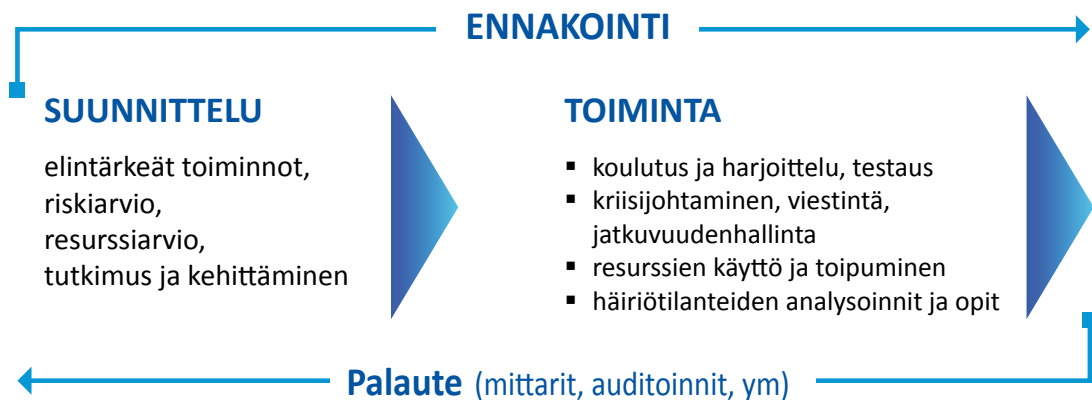 ENNAKOINTI
SUUNNITTELU
elintärkeät toiminnot,
riskiarvio,
resurssiarvio,
tutkimus ja kehittäminen
TOIMINTA
▪ koulutus ja harjoittelu, testaus
▪ kriisijohtaminen, viestintä,
jatkuvuudenhallinta
▪ resurssien käyttö ja toipuminen
▪ häiriötilanteiden analysoinnit ja opit
Palaute (mittarit, auditoinnit, ym)